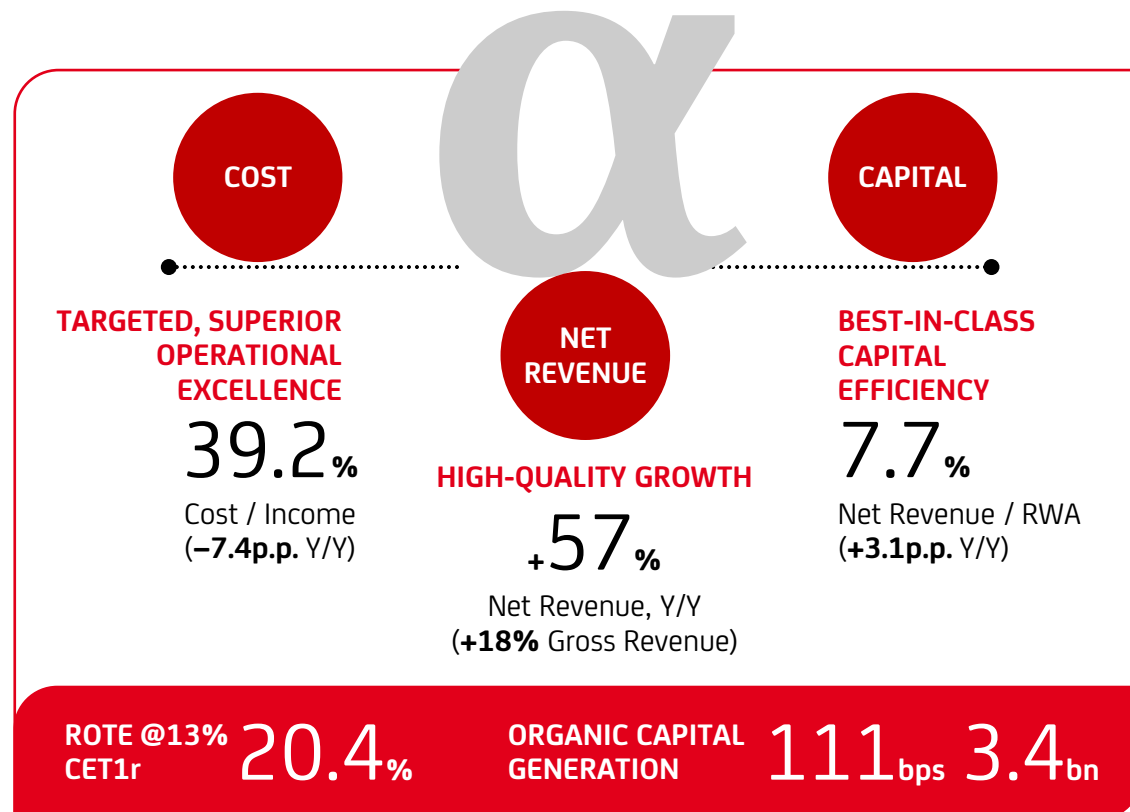 α
COST
TARGETED, SUPERIOR
OPERATIONAL
EXCELLENCE
39.2%
Cost / Income
(–7.4p.p. Y/Y)
NET
REVENUE
HIGH-QUALITY GROWTH
+57%
Net Revenue, Y/Y
(+18% Gross Revenue)
CAPITAL
BEST-IN-CLASS
CAPITAL
EFFICIENCY
7.7%
Net Revenue / RWA
(+3.1p.p. Y/Y)
ROTE @13%
CET1r
20.4%
ORGANIC CAPITAL
GENERATION
111bps 3.4bn